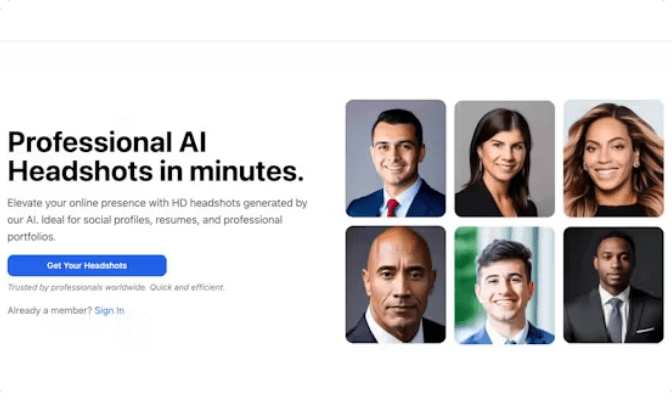 Professional AI
Headshots in minutes.
Elevate your online presence with HD headshots generated by
our AI. Ideal for social profiles, resumes, and professional
portfolios.
Get Your Headshots
Trusted by professionals worldwide. Quick and efficient.
Already a member? Sign In